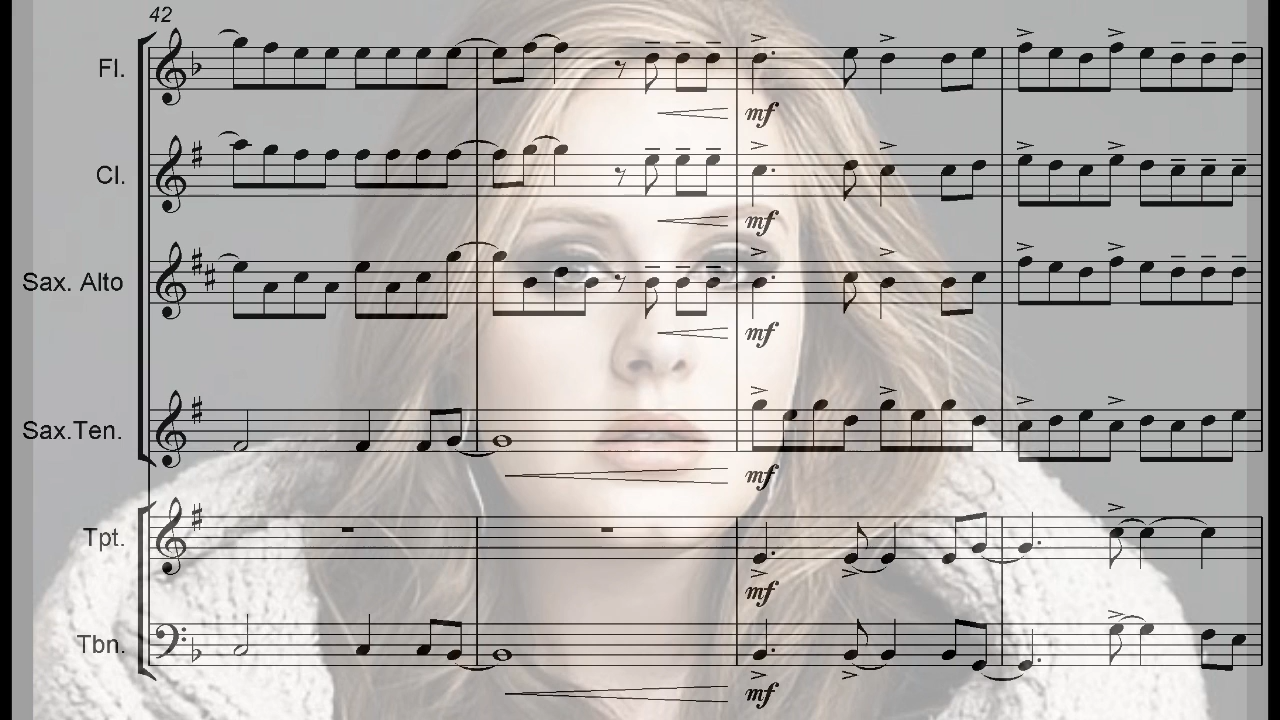 42
Fl.
mf
Cl.
mf
Sax. Alto
mf
Sax.Ten.
mf
Tpt.
mf
Tbn.
mf